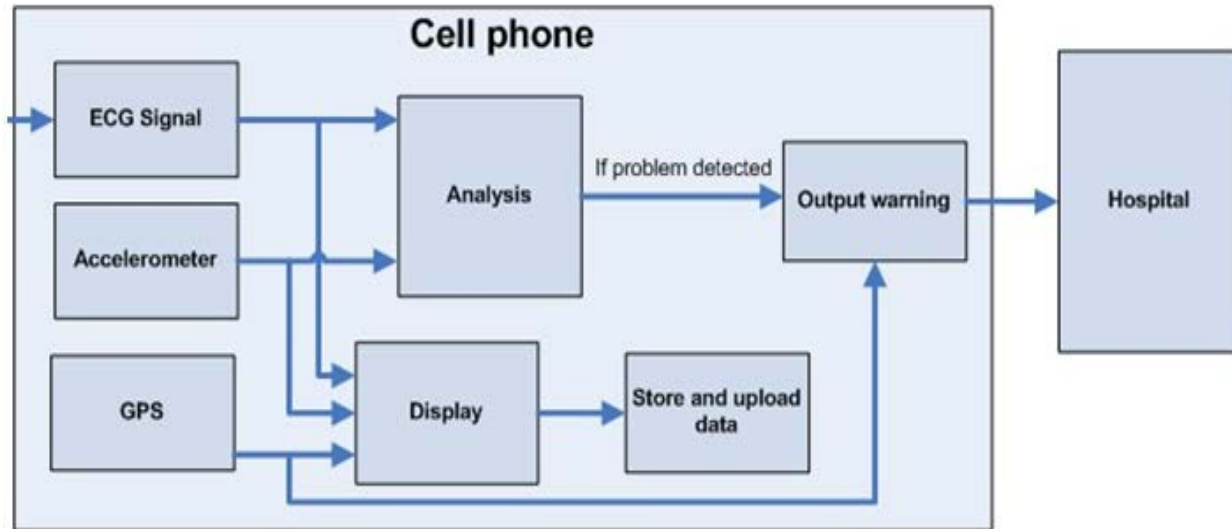 Cell phone
ECG Signal
Accelerometer
GPS
Analysis
Display
If problem detected
Output warning
Store and upload
data
Hospital